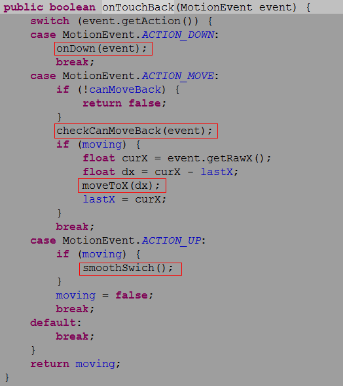 public boolean onTouchBack(MotionEvent event) {
    switch (event.getAction()) {
    case MotionEvent.ACTION_DOWN:
        onDown(event);
        break;
    case MotionEvent.ACTION_MOVE:
        if (!canMoveBack) {
            return false;
        }
        checkCanMoveBack(event);
        if (moving) {
            float curX = event.getRawX();
            float dx = curX - lastX;
            moveToX(dx);
            lastX = curX;
        }
        break;
    case MotionEvent.ACTION_UP:
        if (moving) {
            smoothSwich();
        }
        moving = false;
        break;
    default:
        break;
    }
    return moving;
}